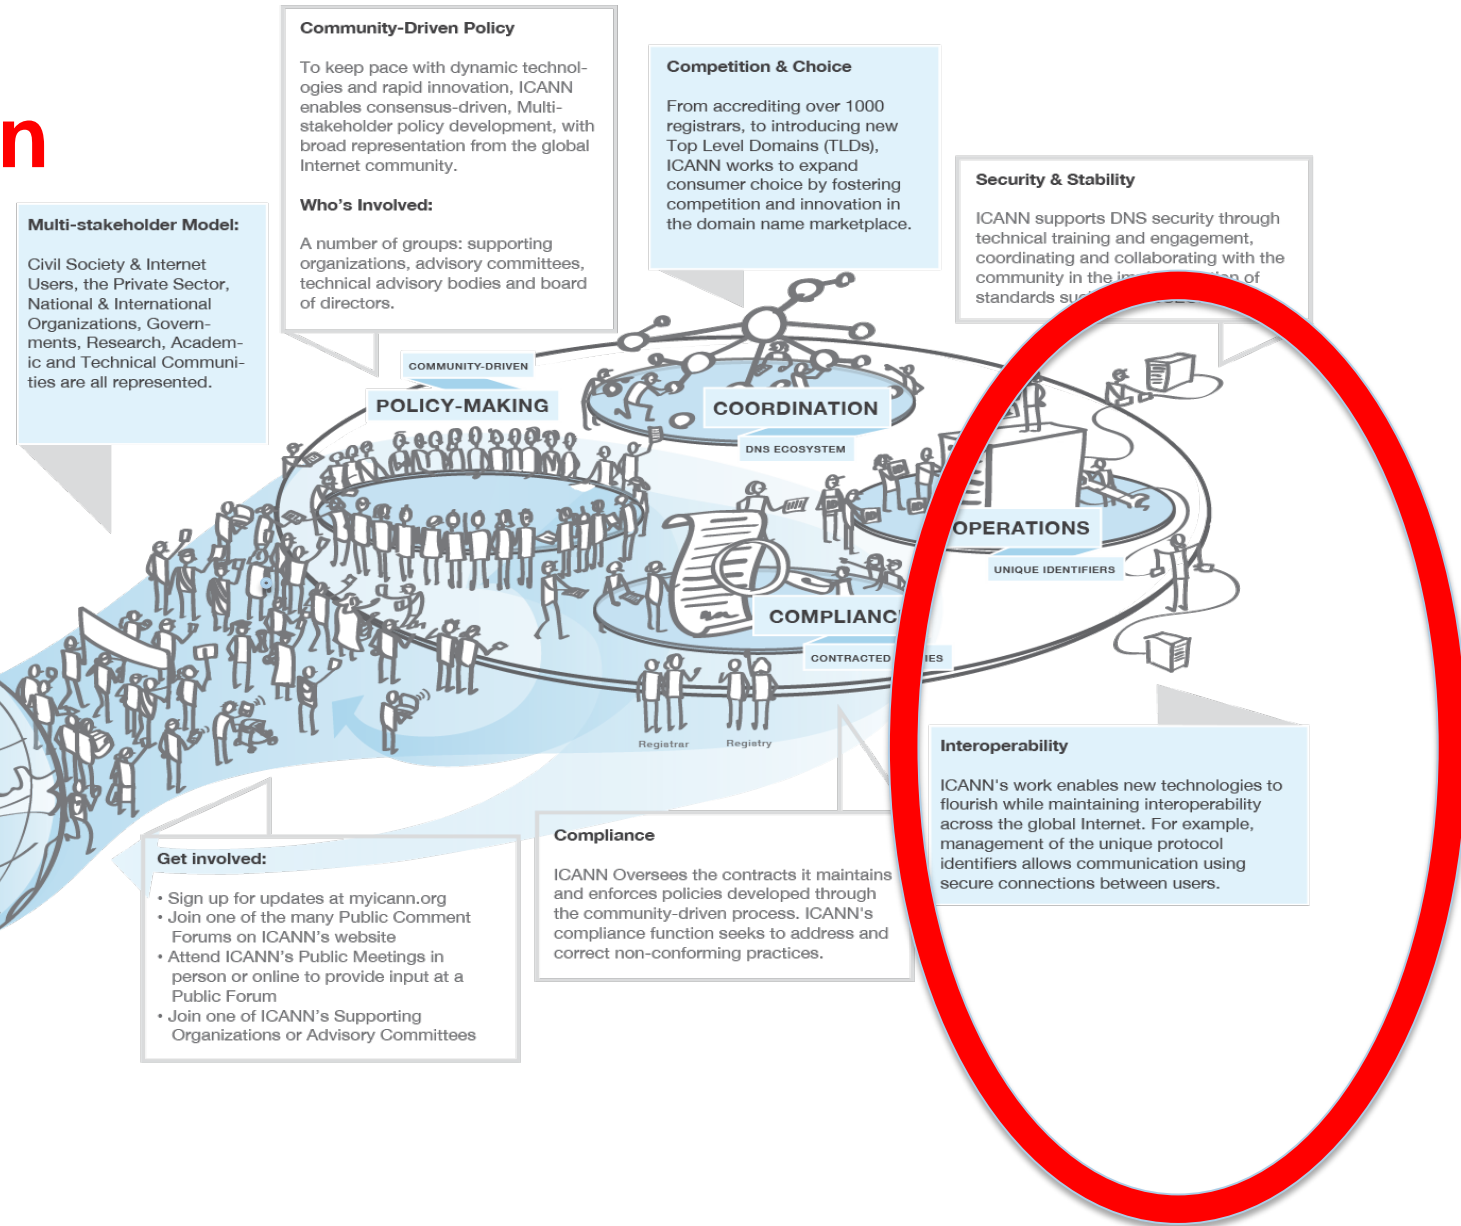 n
Community-Driven Policy
To keep pace with dynamic technol-
ogies and rapid innovation, ICANN
enables consensus-driven, Multi-
stakeholder policy development, with
broad representation from the global
Internet community.
Who's Involved:
A number of groups: supporting
organizations, advisory committees,
technical advisory bodies and board
of directors.
Competition & Choice
From accrediting over 1000
registrars, to introducing new
Top Level Domains (TLDs),
ICANN works to expand
consumer choice by fostering
competition and innovation in
the domain name marketplace.
Security & Stability
ICANN supports DNS security through
technical training and engagement,
coordinating and collaborating with the
community in the of
standards
Multi-stakeholder Model:
Civil Society & Internet
Users, the Private Sector,
National & International
Organizations, Govern-
ments, Research, Academ-
ic and Technical Communi-
ties are all represented.
COMMUNITY-DRIVEN
POLICY-MAKING
COORDINATION
DNS ECOSYSTEM
OPERATIONS
UNIQUE IDENTIFIERS
COMPLIANC
CONTRACTED
Registrar
Registry
Interoperability
ICANN's work enables new technologies to
flourish while maintaining interoperability
across the global Internet. For example,
management of the unique protocol
identifiers allows communication using
secure connections between users.
Compliance
ICANN Oversees the contracts it maintains
and enforces policies developed through
the community-driven process. ICANN's
compliance function seeks to address and
correct non-conforming practices.
Get involved:
• Sign up for updates at myicann.org
• Join one of the many Public Comment
Forums on ICANN's website
• Attend ICANN's Public Meetings in
person or online to provide input at a
Public Forum
• Join one of ICANN's Supporting
Organizations or Advisory Committees